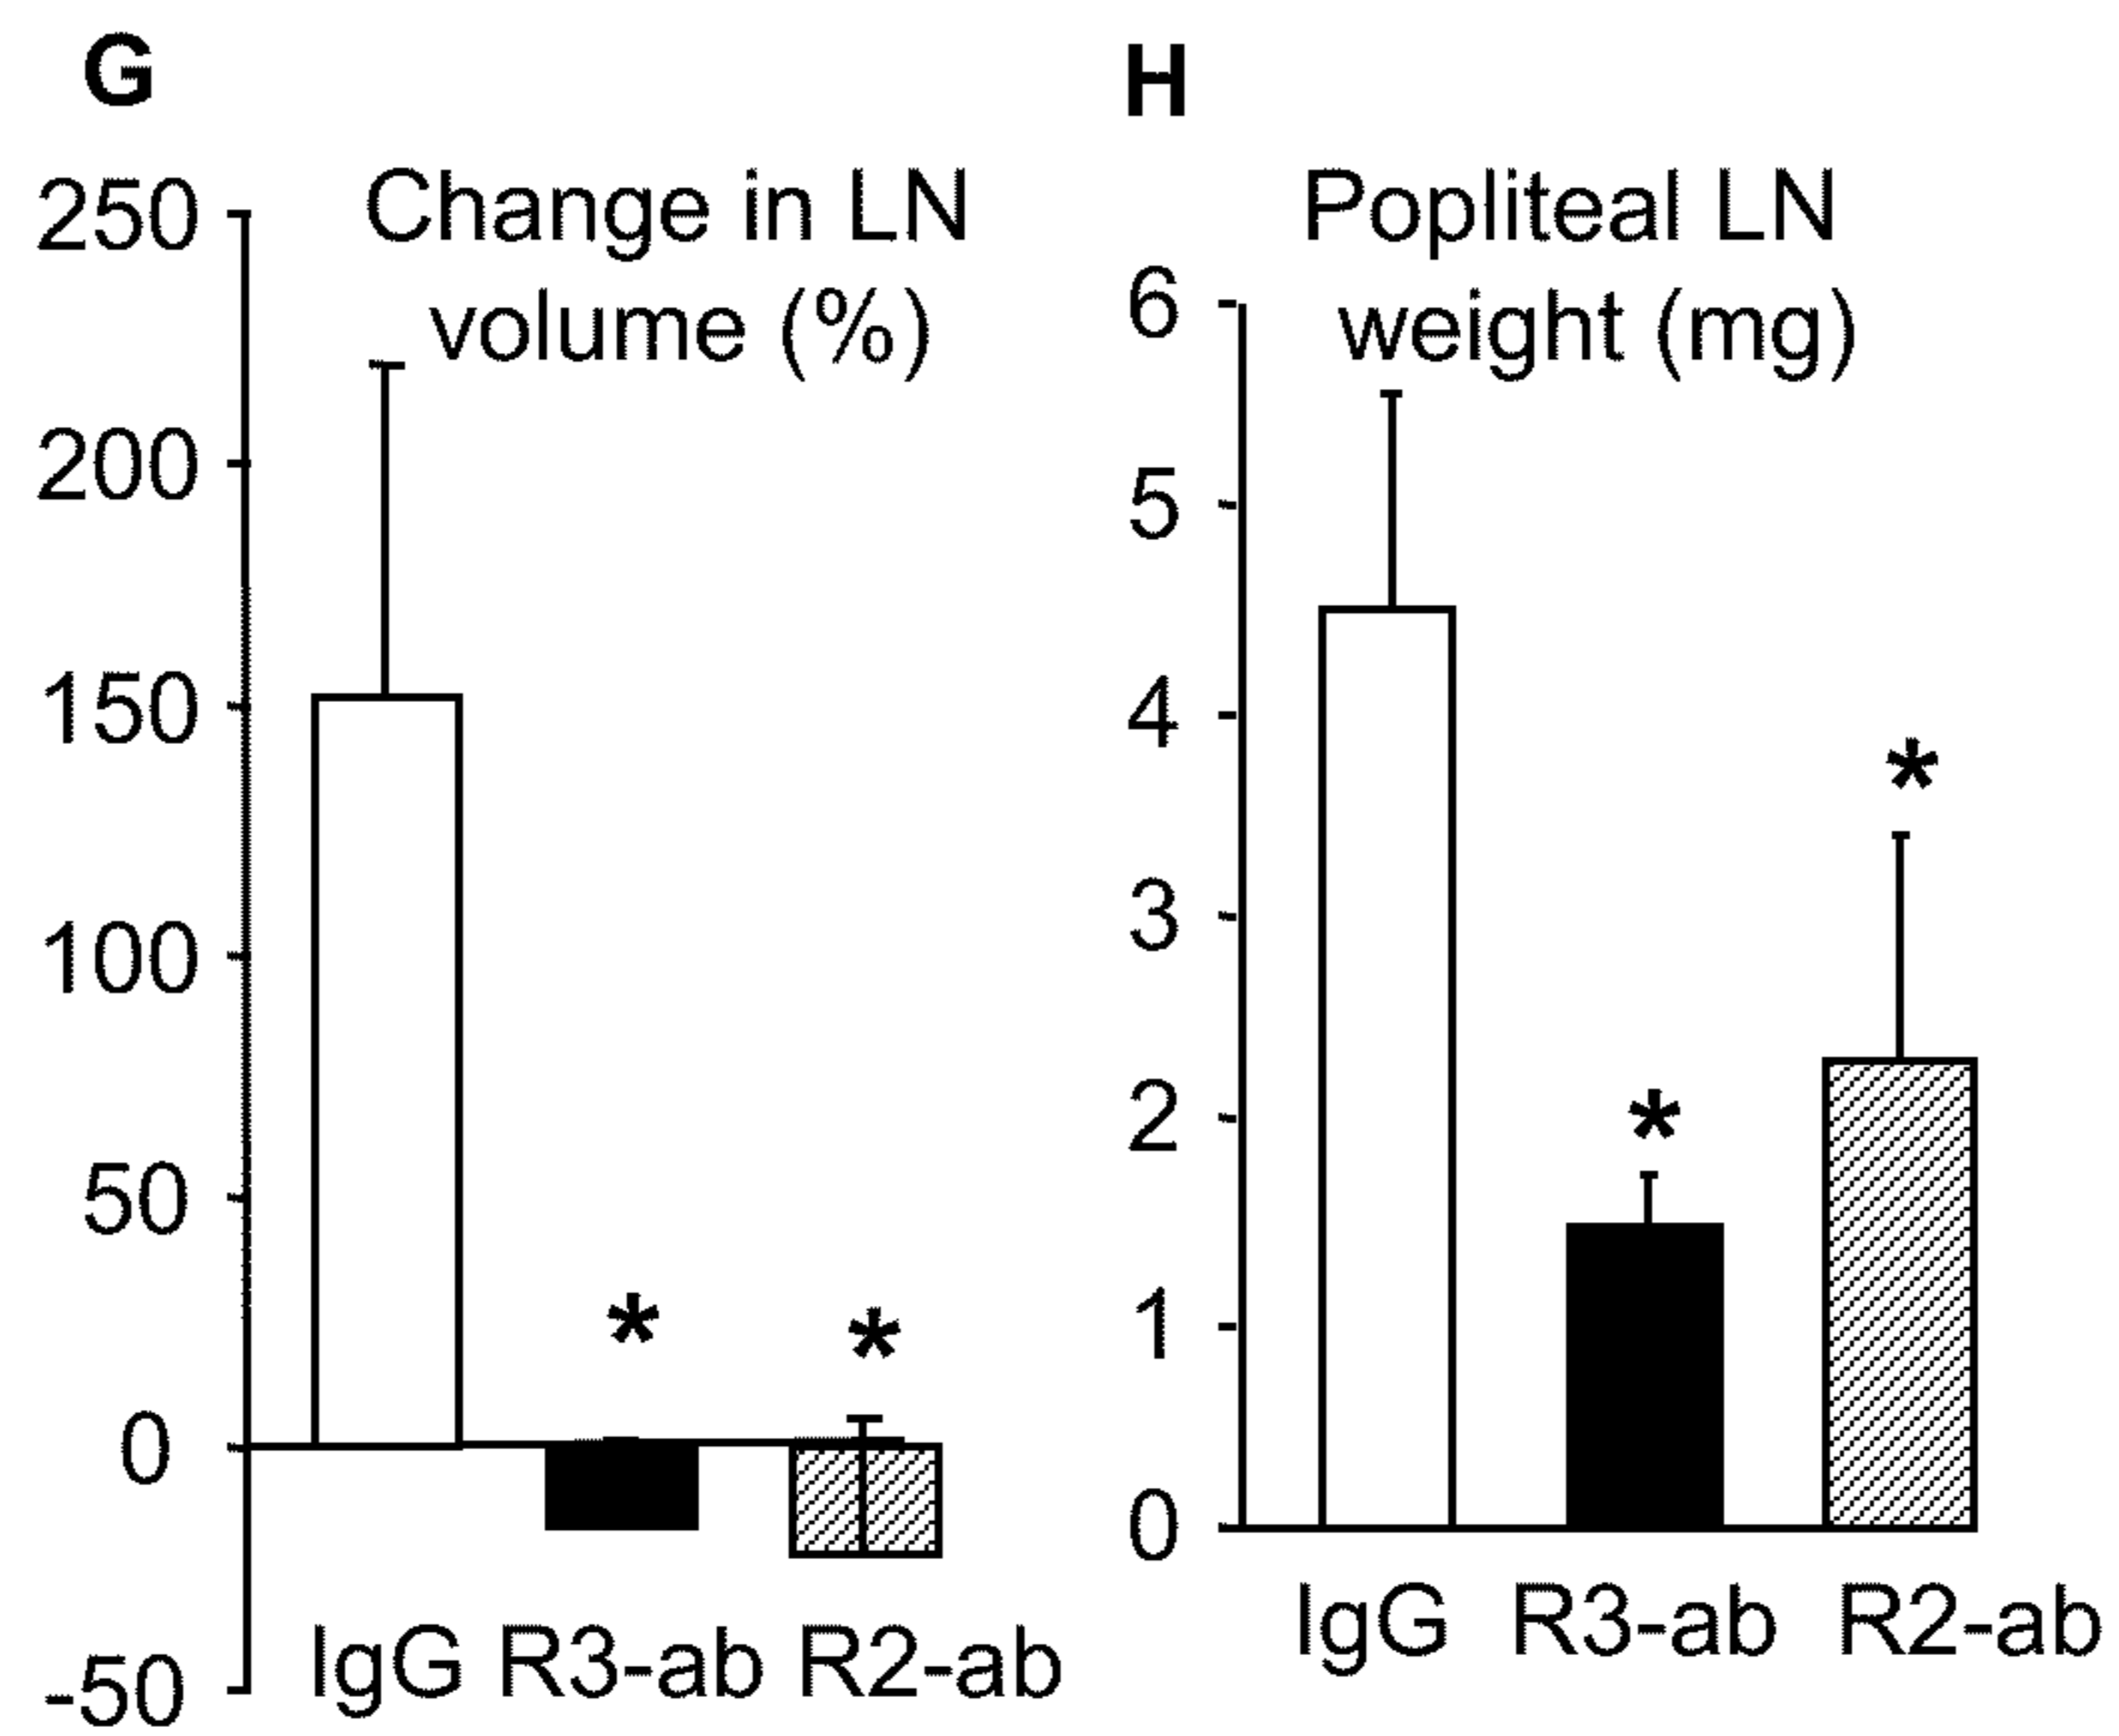 G
Change in LN
volume (%)
250
200
150
100
50
0
-50
*
*
IgG R3-ab R2-ab
H
Popliteal LN
weight (mg)
6
5
4
3
2
1
0
*
*
IgG R3-ab R2-ab